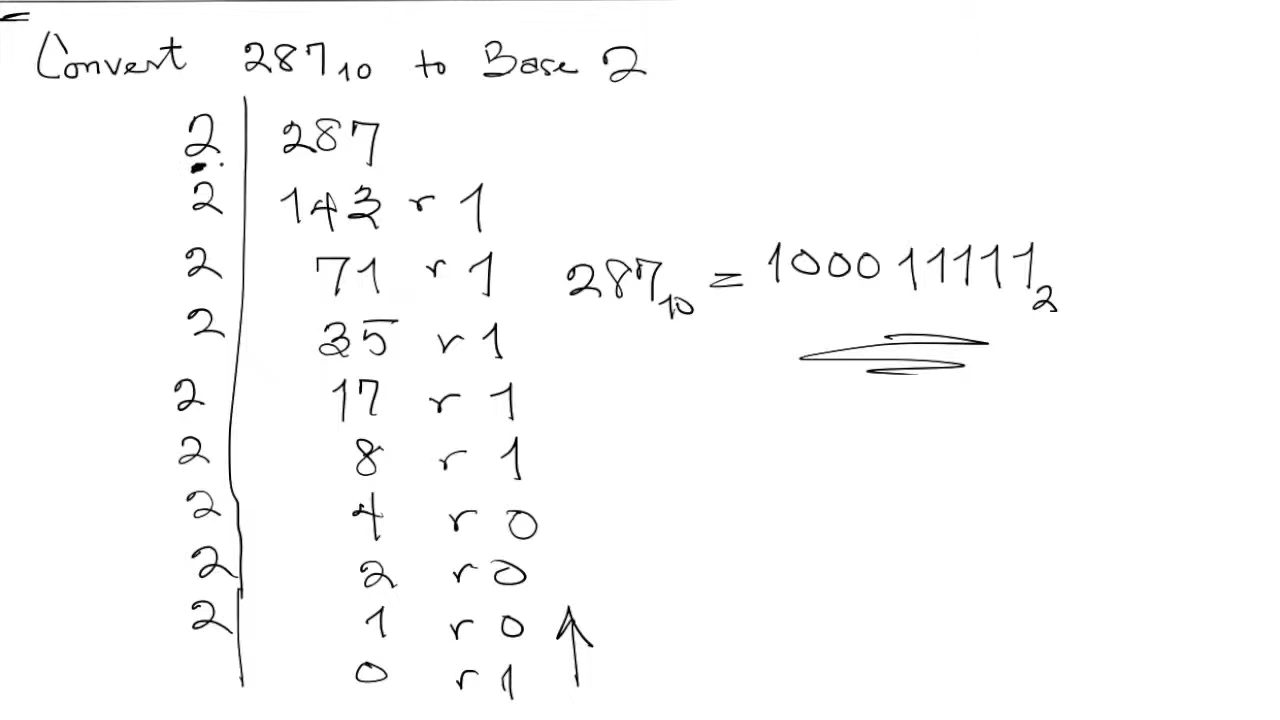 Convert 287₁₀ to Base 2
2 | 287
2 | 143 r 1
2 | 71 r 1
287₁₀ = 100011111₂
2 | 35 r 1
2 | 17 r 1
2 | 8 r 1
2 | 4 r 0
2 | 2 r 0
2 | 1 r 0
0 r 1